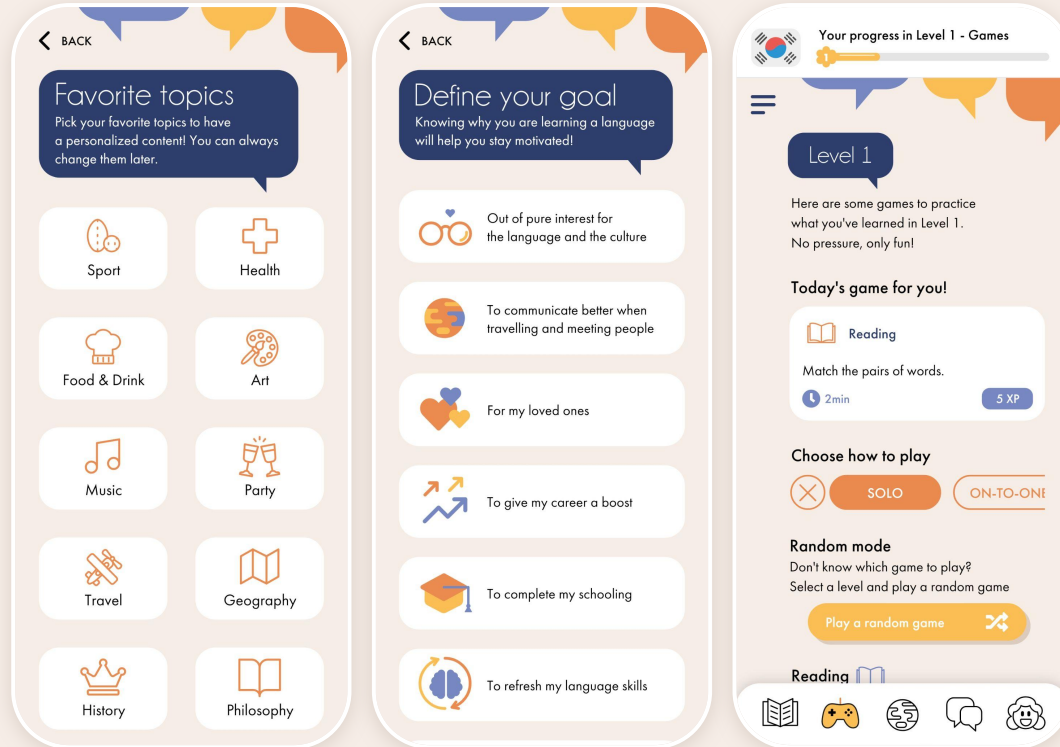 BACK
Favorite topics
Pick your favorite topics to have
a personalized content! You can always
change them later.
Sport
Health
Food & Drink
Art
Music
Party
Travel
Geography
History
Philosophy
BACK
Define your goal
Knowing why you are learning a language
will help you stay motivated!
Out of pure interest for
the language and the culture
To communicate better when
travelling and meeting people
For my loved ones
To give my career a boost
To complete my schooling
To refresh my language skills
Your progress in Level 1 - Games
1
Level 1
Here are some games to practice
what you've learned in Level 1.
No pressure, only fun!
Today's game for you!
Reading
Match the pairs of words.
2min
5 XP
Choose how to play
SOLO
ON-TO-ONE
Random mode
Don't know which game to play?
Select a level and play a random game
Play a random game
Reading